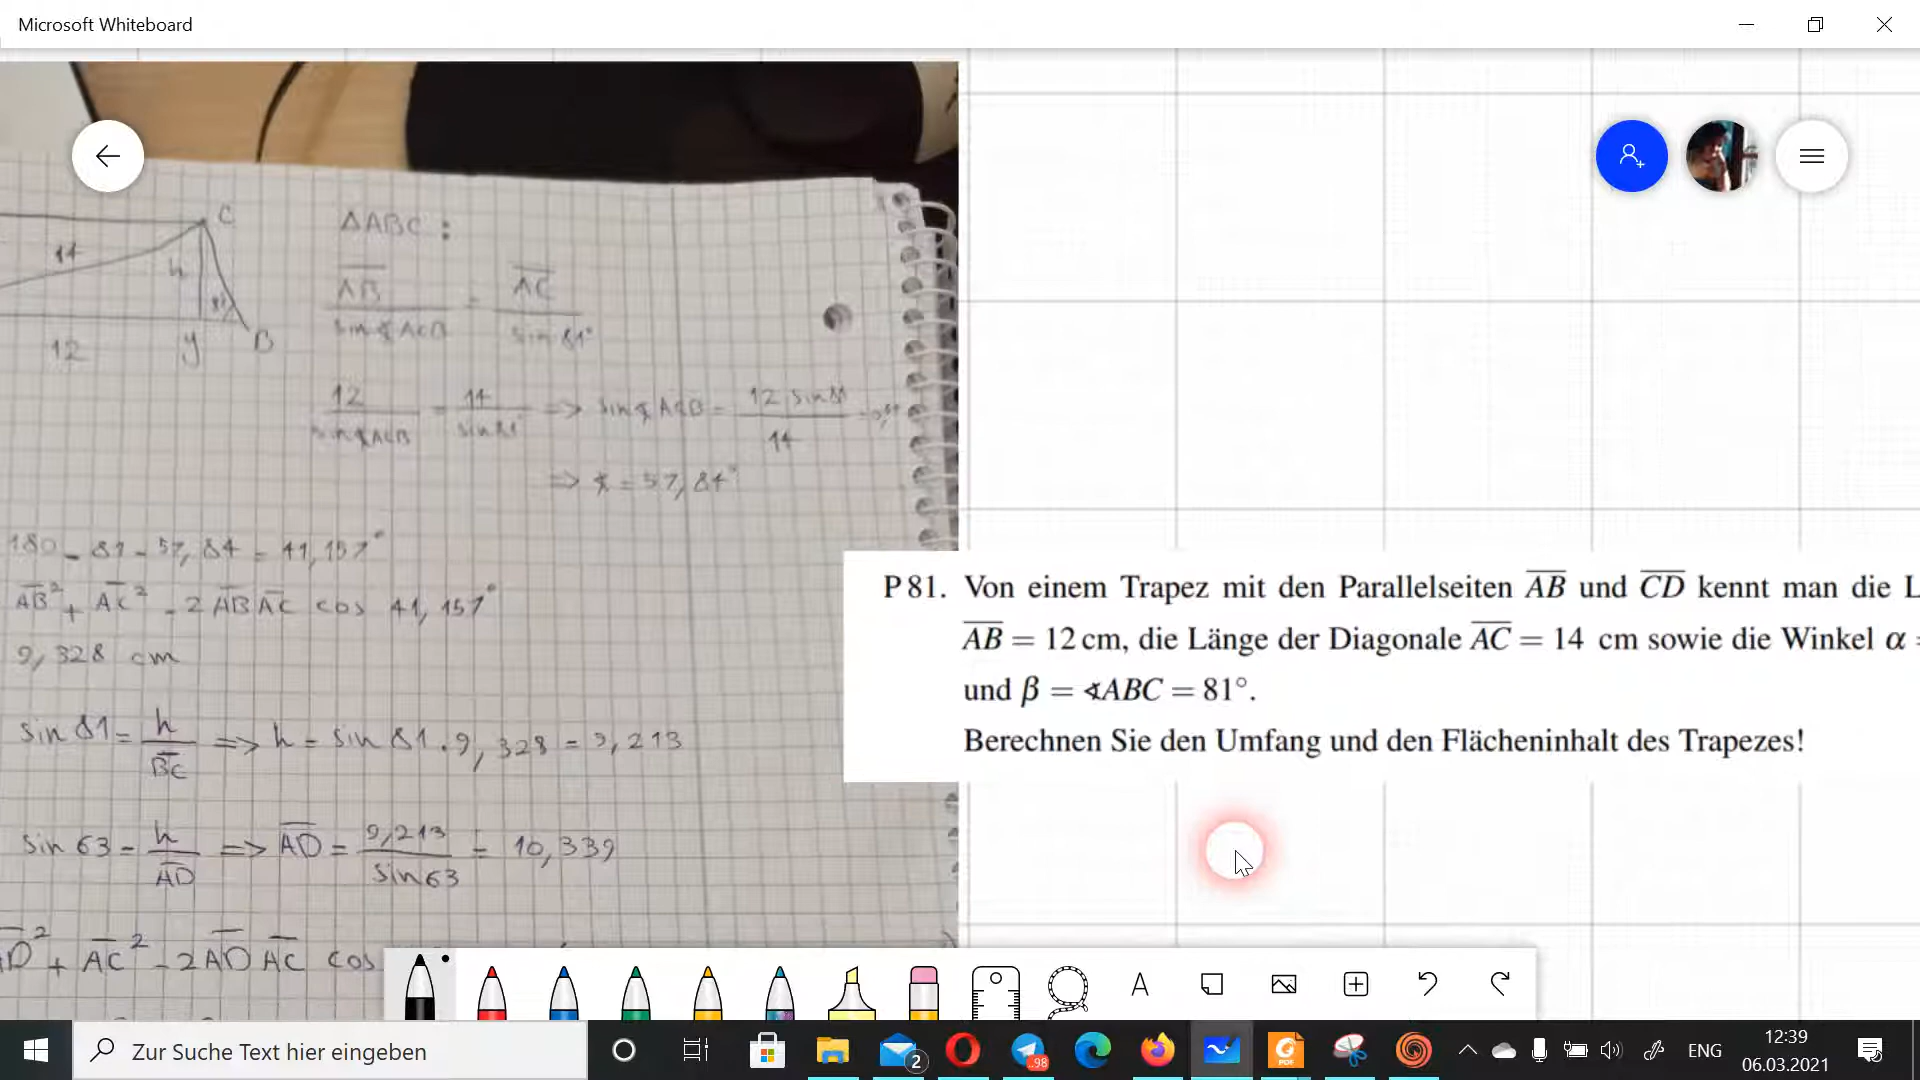 Microsoft Whiteboard
C
14
h
81
12
y
B
ΔABC :
AB / sin∢ACB = AC / sin 81°
12 / sin∢ACB = 14 / sin 81° => sin∢ACB = 12 sin 81 / 14
=> ∢ = 57,84°
180 - 81 - 57,84 = 41,157°
AB² + AC² - 2 AB AC cos 41,157°
9,328 cm
sin 81 = h / BC => h = sin 81 . 9,328 = 9,213
sin 63 = h / AD => AD = 9,213 / sin 63 = 10,339
D² + AC² - 2 AD AC cos
P 81. Von einem Trapez mit den Parallelseiten AB und CD kennt man die L
AB = 12 cm, die Länge der Diagonale AC = 14 cm sowie die Winkel α =
und β = ∢ABC = 81°.
Berechnen Sie den Umfang und den Flächeninhalt des Trapezes!
A
Zur Suche Text hier eingeben
2
98
PDF
ENG
12:39
06.03.2021